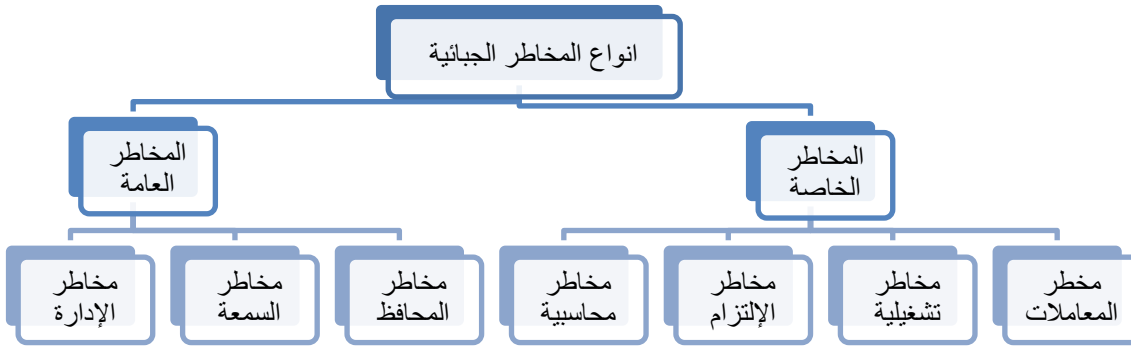 انواع المخاطر الجبائية
المخاطر
الخاصة
المخاطر
العامة
مخطر
المعاملات
مخاطر
تشغيلية
مخاطر
الإلتزام
مخاطر
محاسبية
مخاطر
المحافظ
مخاطر
السمعة
مخاطر
الإدارة